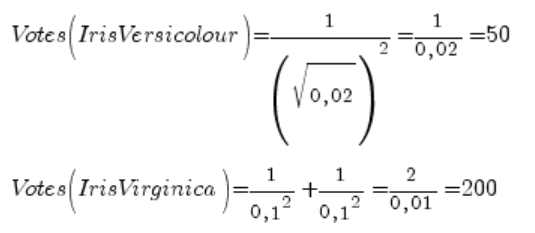 Votes(IrisVersicolour)=1/(√0,02)²=1/0,02=50
Votes(IrisVirginica)=1/0,1²+1/0,1²=2/0,01=200